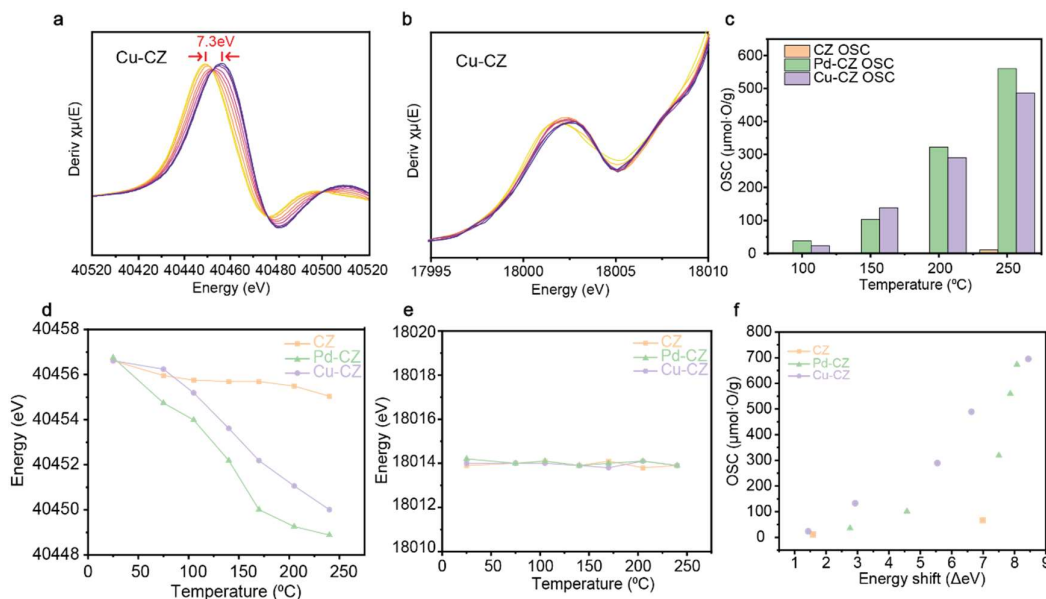 a
7.3eV
Cu-CZ
Deriv χμ(E)
40520 40420 40440 40460 40480 40500 40520
Energy (eV)
b
Cu-CZ
Deriv χμ(E)
17995 18000 18005 18010
Energy (eV)
c
CZ OSC
Pd-CZ OSC
Cu-CZ OSC
OSC (μmol·O/g)
600
500
400
300
200
100
0
100 150 200 250
Temperature (ºC)
d
CZ
Pd-CZ
Cu-CZ
Energy (eV)
40458
40456
40454
40452
40450
40448
0 50 100 150 200 250
Temperature (ºC)
e
CZ
Pd-CZ
Cu-CZ
Energy (eV)
18020
18018
18016
18014
18012
18010
0 50 100 150 200 250
Temperature (ºC)
f
CZ
Pd-CZ
Cu-CZ
OSC (μmol·O/g)
800
700
600
500
400
300
200
100
0
1 2 3 4 5 6 7 8 9
Energy shift (ΔeV)